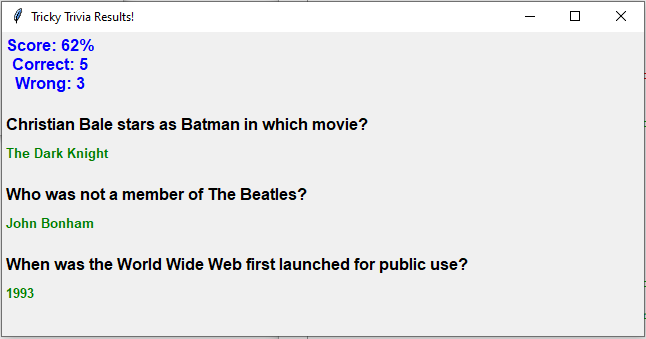 Tricky Trivia Results!
Score: 62%
Correct: 5
Wrong: 3
Christian Bale stars as Batman in which movie?
The Dark Knight
Who was not a member of The Beatles?
John Bonham
When was the World Wide Web first launched for public use?
1993